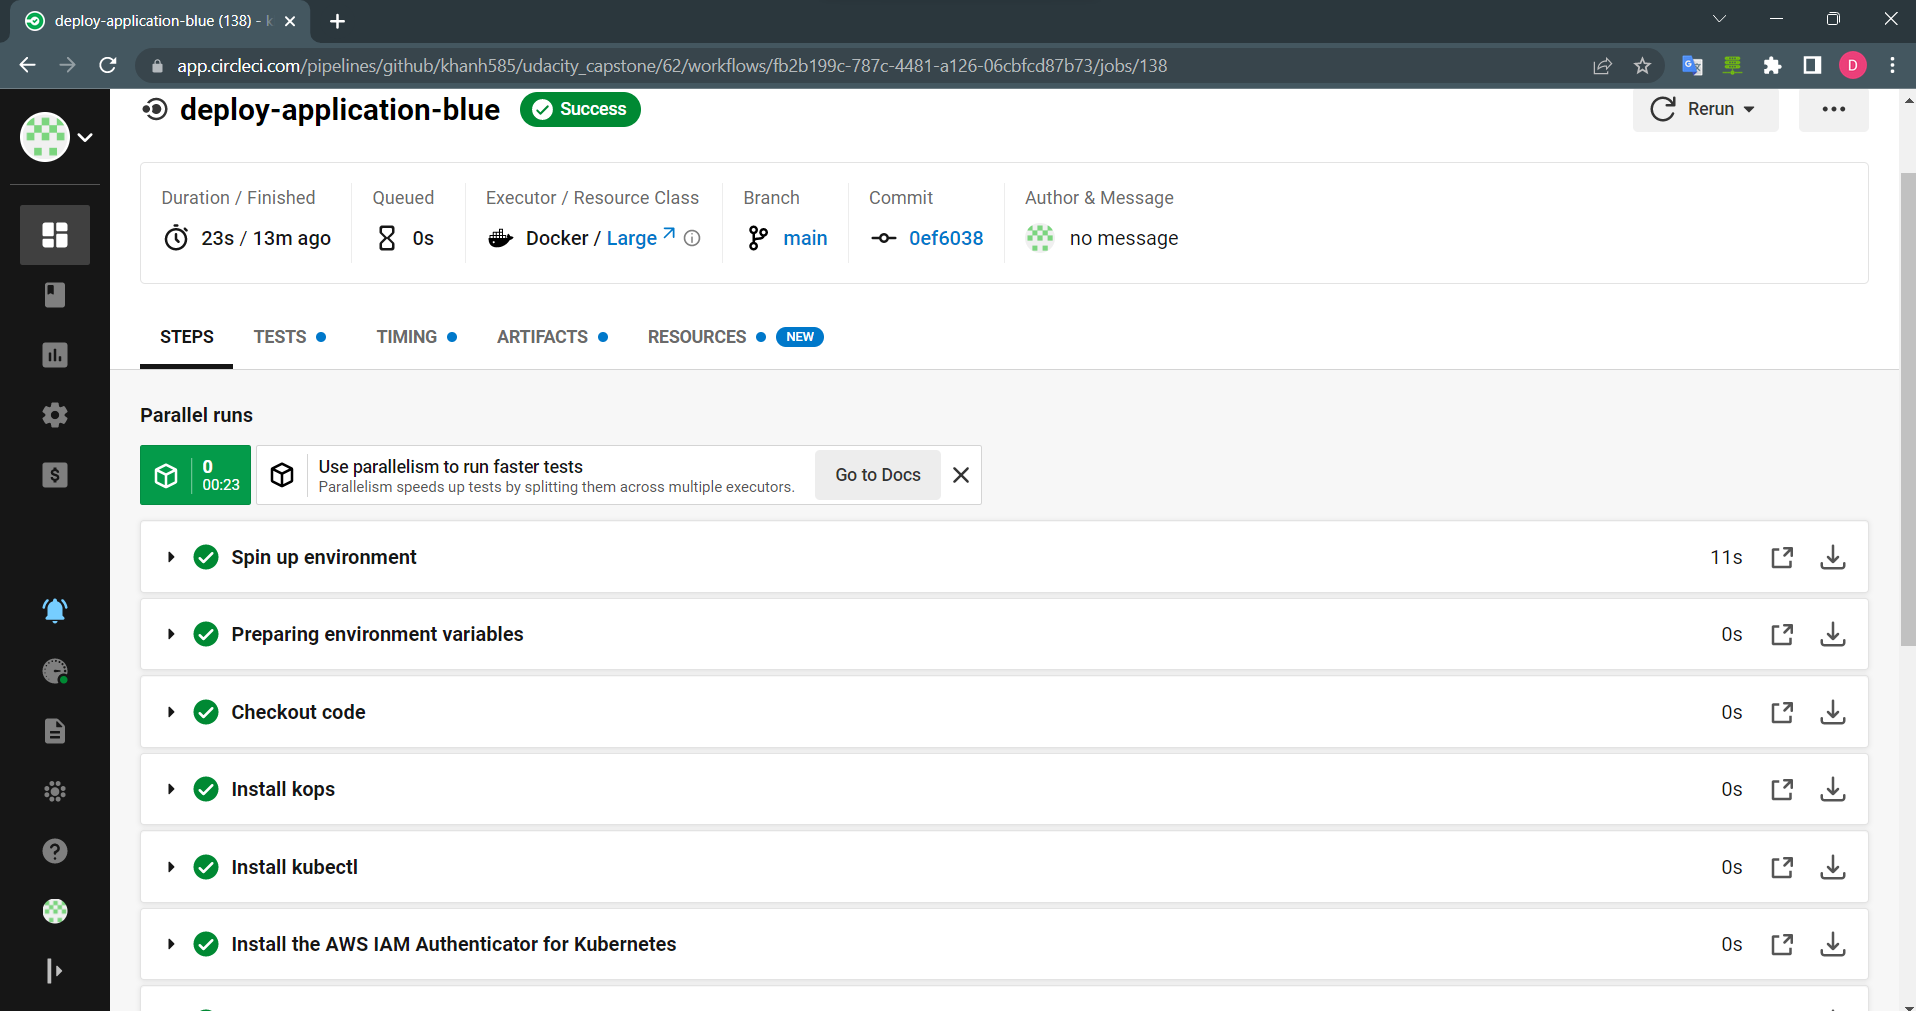 deploy-application-blue (138) - k
app.circleci.com/pipelines/github/khanh585/udacity_capstone/62/workflows/fb2b199c-787c-4481-a126-06cbfcd87b73/jobs/138
D
deploy-application-blue Success Rerun
Duration / Finished Queued Executor / Resource Class Branch Commit Author & Message
23s / 13m ago 0s Docker / Large main 0ef6038 no message
STEPS TESTS TIMING ARTIFACTS RESOURCES NEW
Parallel runs
0
00:23
Use parallelism to run faster tests
Parallelism speeds up tests by splitting them across multiple executors.
Go to Docs
Spin up environment 11s
Preparing environment variables 0s
Checkout code 0s
Install kops 0s
Install kubectl 0s
Install the AWS IAM Authenticator for Kubernetes 0s